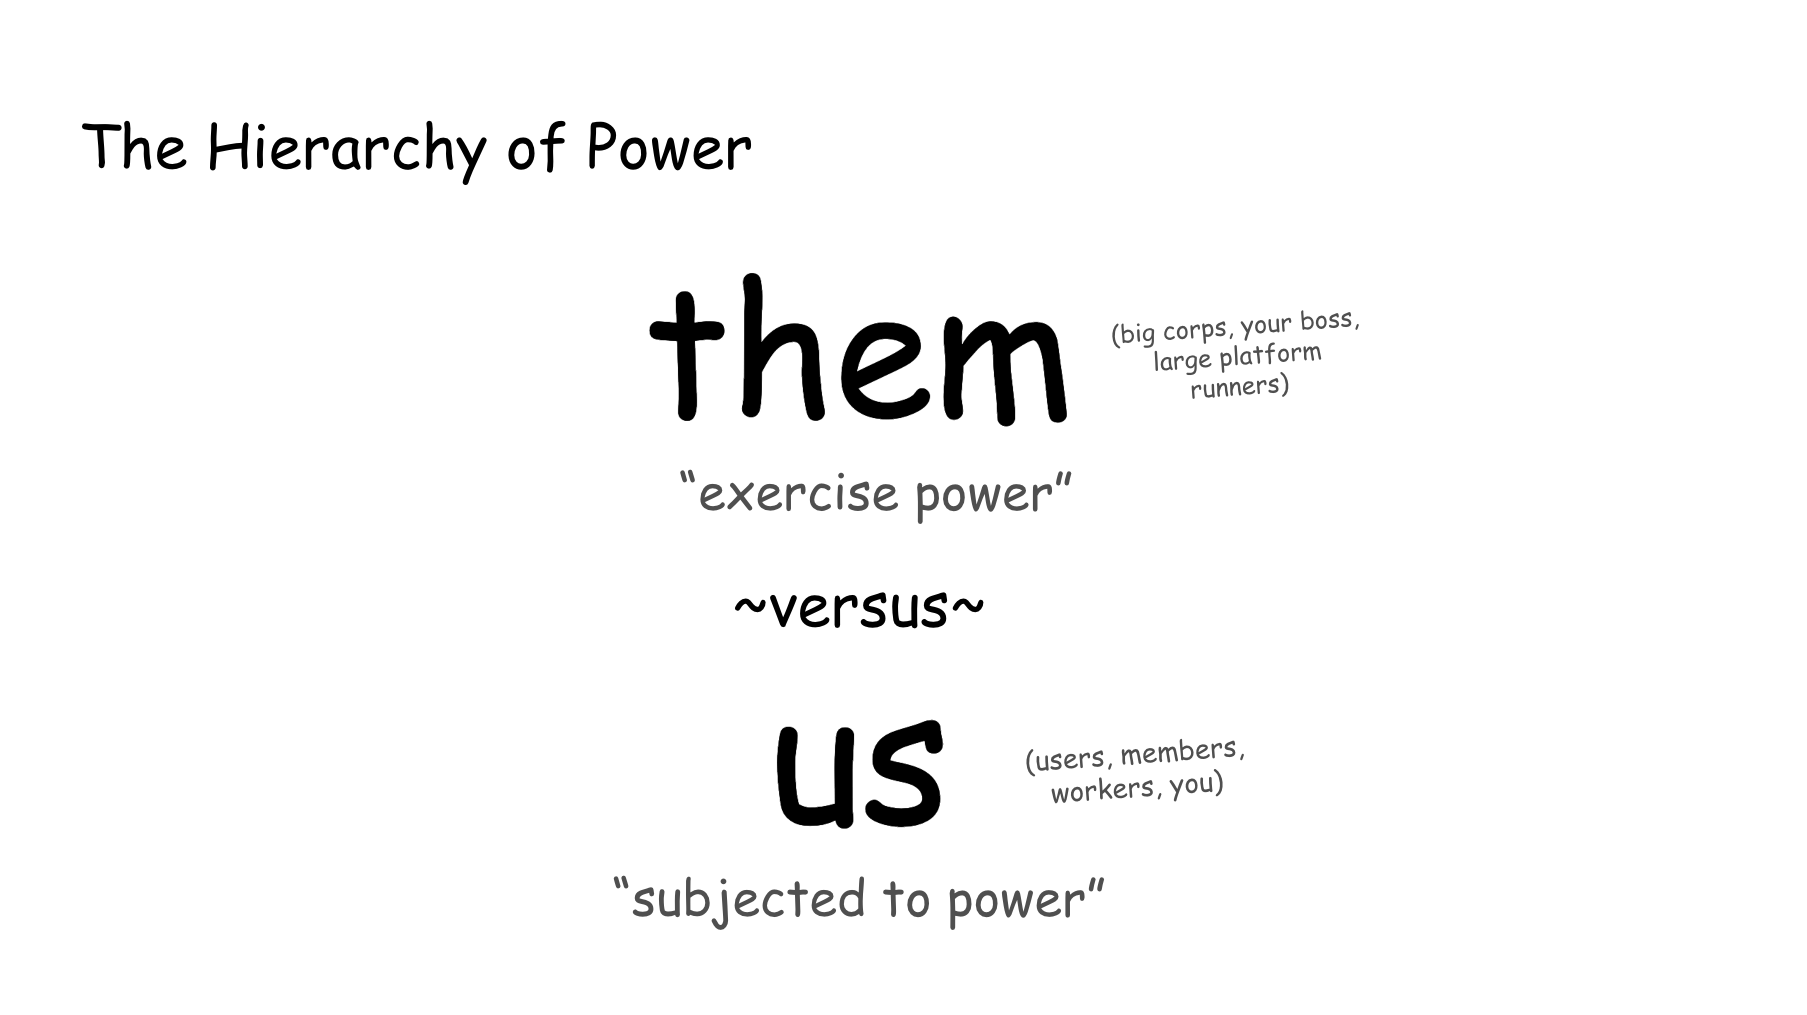 The Hierarchy of Power
them
(big corps, your boss,
large platform
runners)
“exercise power”
~versus~
us
(users, members,
workers, you)
“subjected to power”